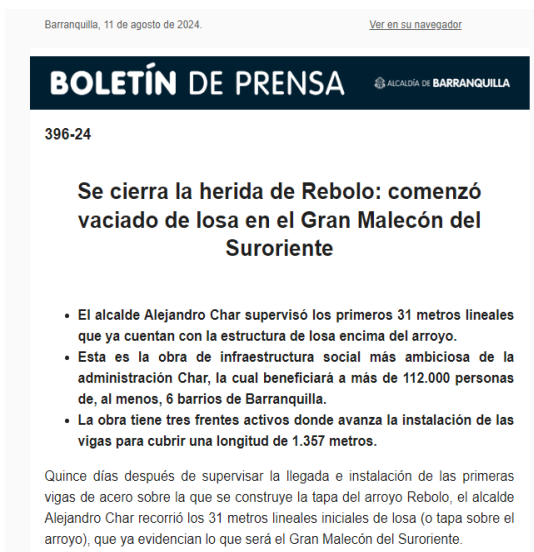 Barranquilla, 11 de agosto de 2024.
Ver en su navegador
BOLETÍN DE PRENSA
ALCALDÍA DE BARRANQUILLA
396-24
Se cierra la herida de Rebolo: comenzó
vaciado de losa en el Gran Malecón del
Suroriente
• El alcalde Alejandro Char supervisó los primeros 31 metros lineales
que ya cuentan con la estructura de losa encima del arroyo.
• Esta es la obra de infraestructura social más ambiciosa de la
administración Char, la cual beneficiará a más de 112.000 personas
de, al menos, 6 barrios de Barranquilla.
• La obra tiene tres frentes activos donde avanza la instalación de las
vigas para cubrir una longitud de 1.357 metros.
Quince días después de supervisar la llegada e instalación de las primeras
vigas de acero sobre la que se construye la tapa del arroyo Rebolo, el alcalde
Alejandro Char recorrió los 31 metros lineales iniciales de losa (o tapa sobre el
arroyo), que ya evidencian lo que será el Gran Malecón del Suroriente.